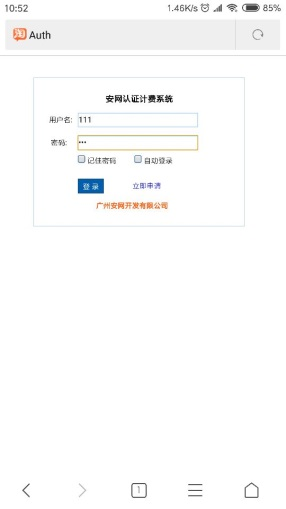 10:52 1.46K/s 85%
淘 Auth
安网认证计费系统
用户名: 111
密码: •••
记住密码 自动登录
登录 立即申请
广州安网开发有限公司
1